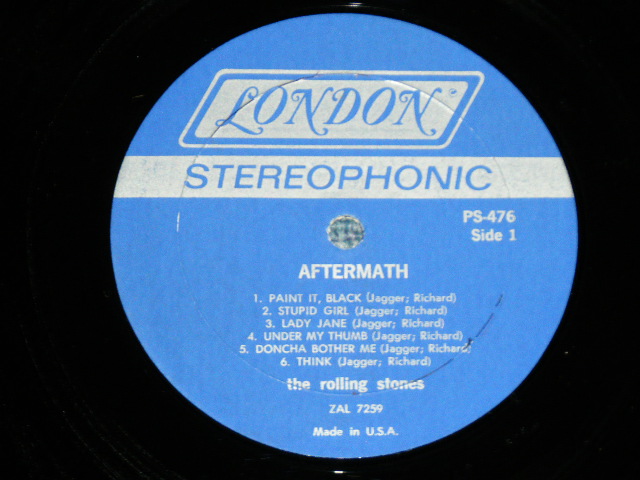 LONDON
STEREOPHONIC
PS-476
Side 1
AFTERMATH
1. PAINT IT, BLACK (Jagger; Richard)
2. STUPID GIRL (Jagger; Richard)
3. LADY JANE (Jagger; Richard)
4. UNDER MY THUMB (Jagger; Richard)
5. DONCHA BOTHER ME (Jagger; Richard)
6. THINK (Jagger; Richard)
the rolling stones
ZAL 7259
Made in U.S.A.